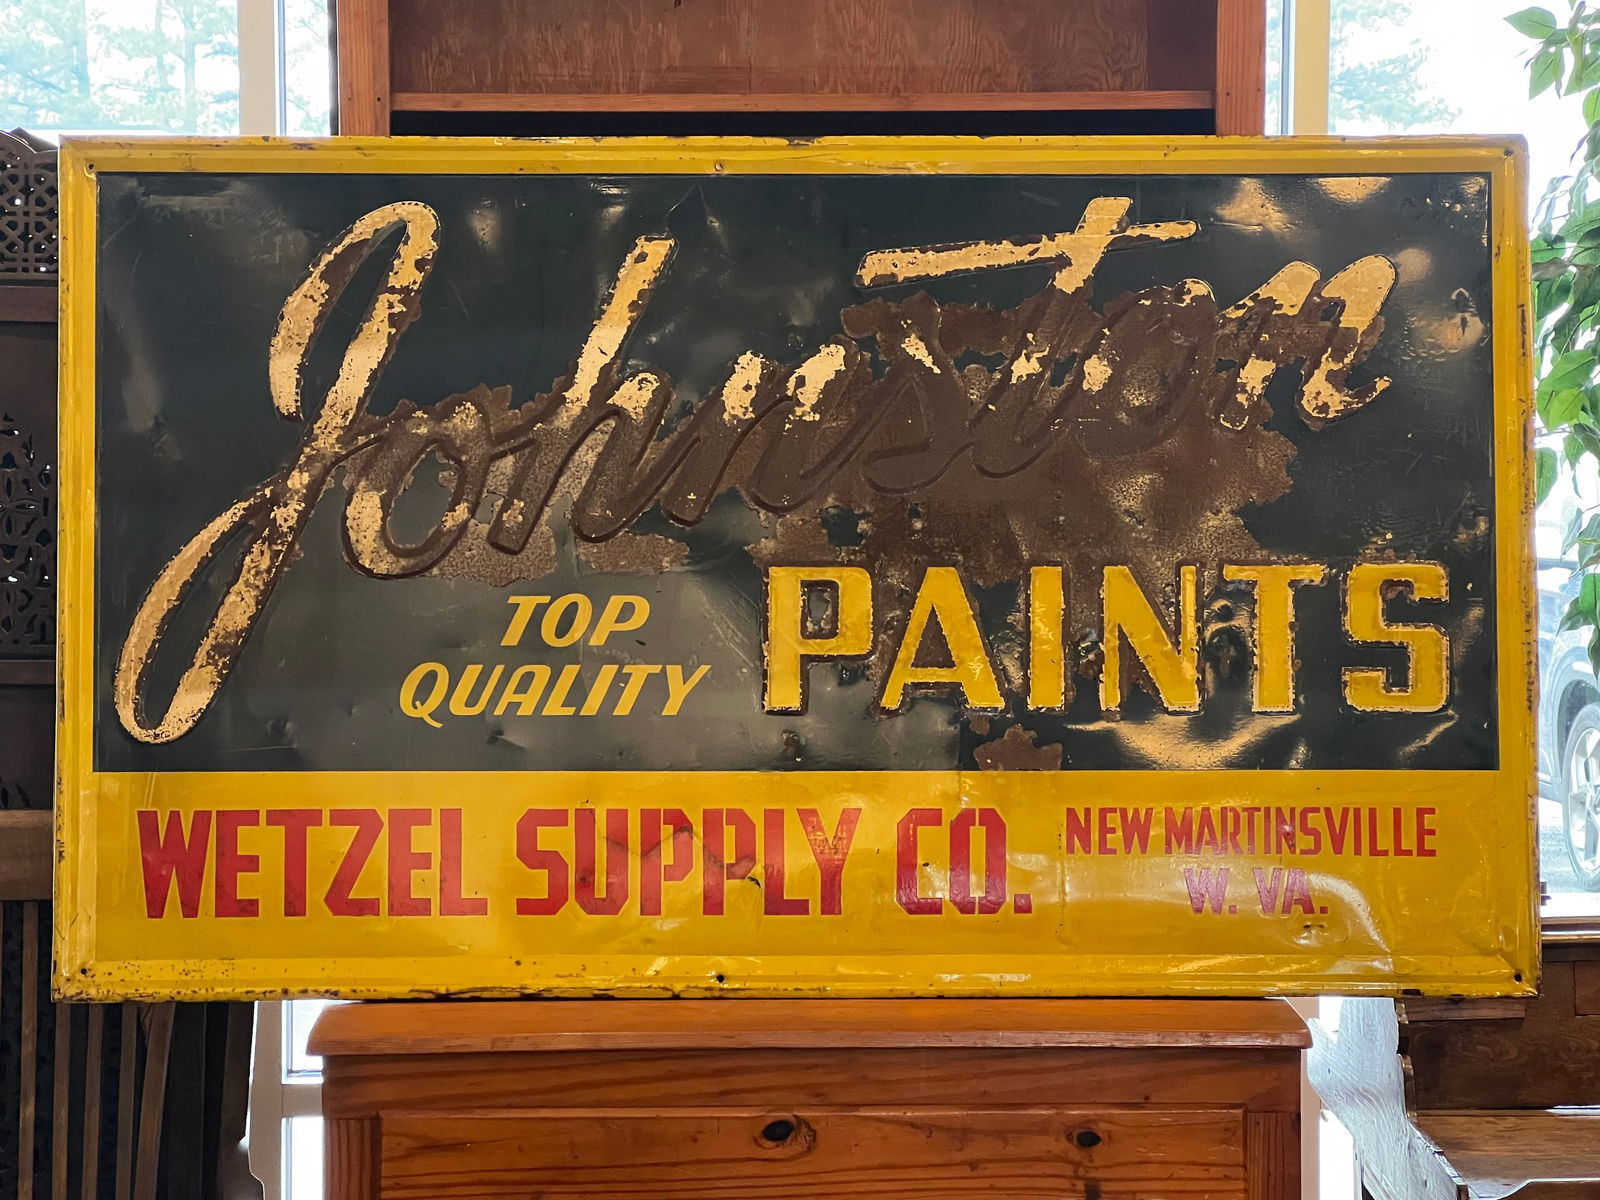 Johnston
TOP
QUALITY
PAINTS
WETZEL SUPPLY CO.
NEW MARTINSVILLE
W. VA.